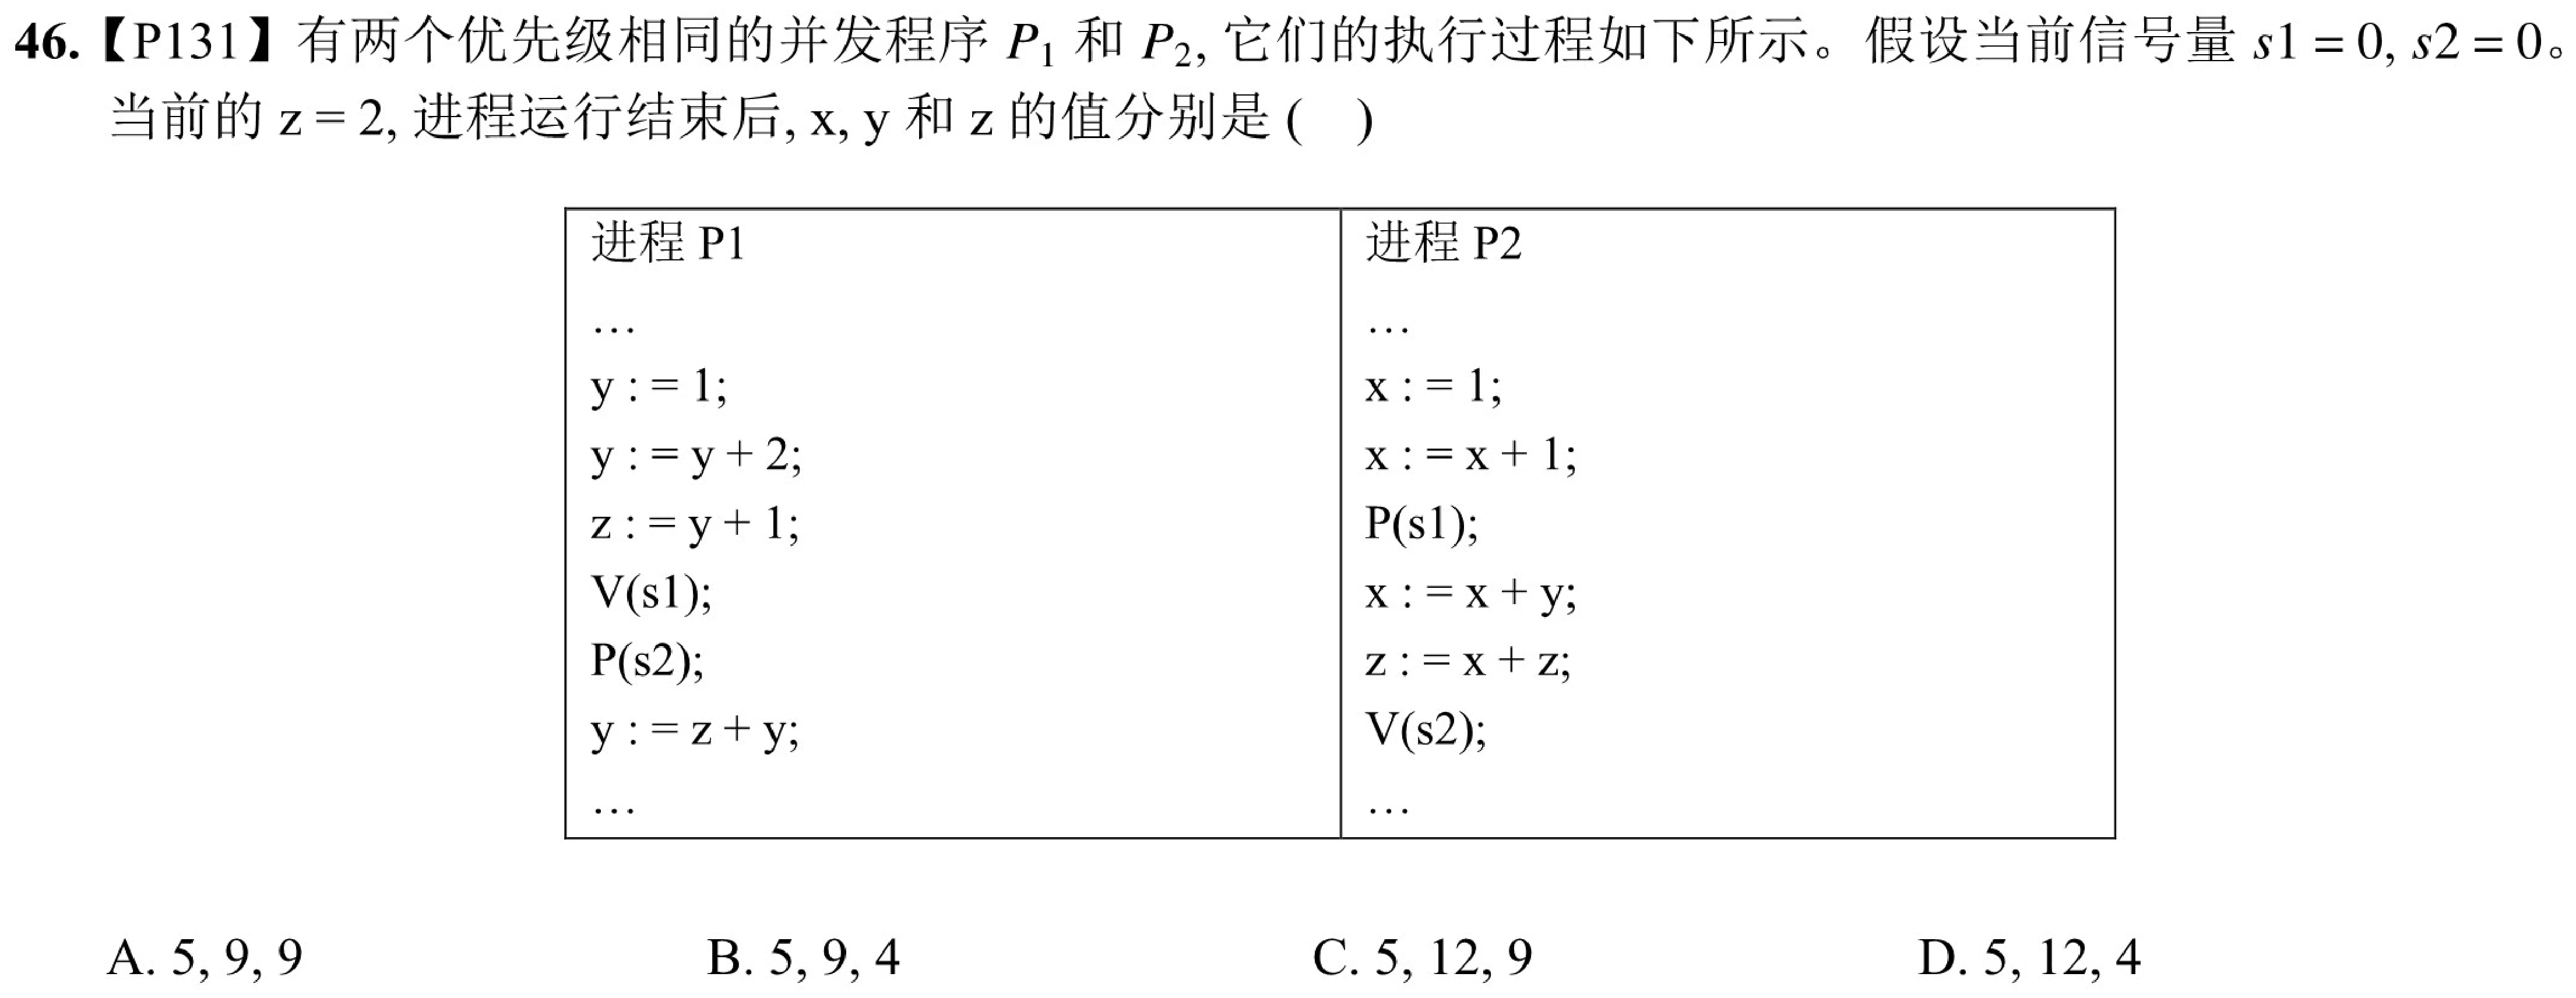 46.【P131】有两个优先级相同的并发程序 P₁ 和 P₂, 它们的执行过程如下所示。假设当前信号量 s1 = 0, s2 = 0。
当前的 z = 2, 进程运行结束后, x, y 和 z 的值分别是 (    )
进程 P1
…
y : = 1;
y : = y + 2;
z : = y + 1;
V(s1);
P(s2);
y : = z + y;
…
进程 P2
…
x : = 1;
x : = x + 1;
P(s1);
x : = x + y;
z : = x + z;
V(s2);
…
A. 5, 9, 9
B. 5, 9, 4
C. 5, 12, 9
D. 5, 12, 4